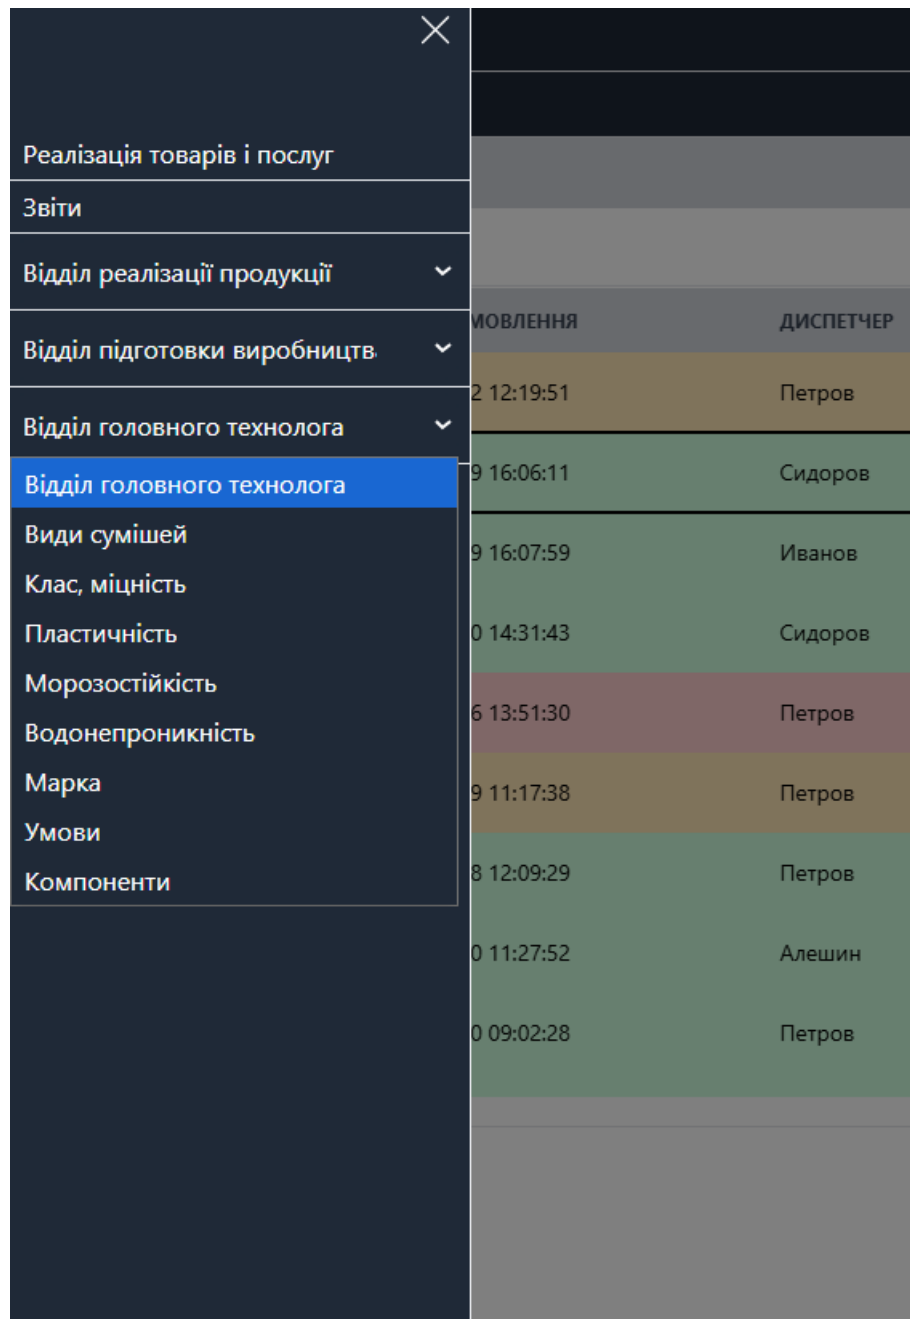 Реалізація товарів і послуг
Звіти
Відділ реалізації продукції
Відділ підготовки виробництв
Відділ головного технолога
Відділ головного технолога
Види сумішей
Клас, міцність
Пластичність
Морозостійкість
Водонепроникність
Марка
Умови
Компоненти
МОВЛЕННЯ ДИСПЕТЧЕР
2 12:19:51 Петров
9 16:06:11 Сидоров
9 16:07:59 Иванов
0 14:31:43 Сидоров
6 13:51:30 Петров
9 11:17:38 Петров
8 12:09:29 Петров
0 11:27:52 Алешин
0 09:02:28 Петров